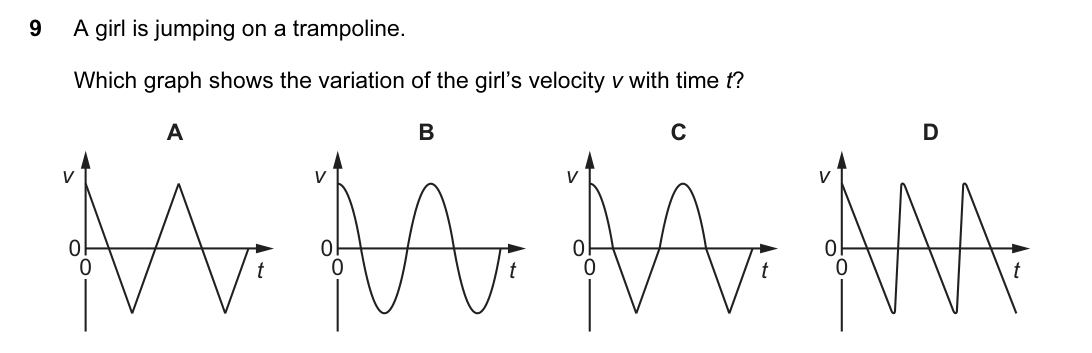 9 A girl is jumping on a trampoline.
Which graph shows the variation of the girl’s velocity v with time t?
A B C D
v v v v
0 0 0 0
0 t 0 t 0 t 0 t